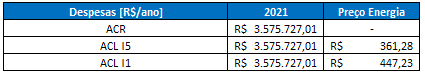 Despesas [R$/ano] 2021 Preço Energia
ACR R$ 3.575.727,01 -
ACL I5 R$ 3.575.727,01 R$ 361,28
ACL I1 R$ 3.575.727,01 R$ 447,23